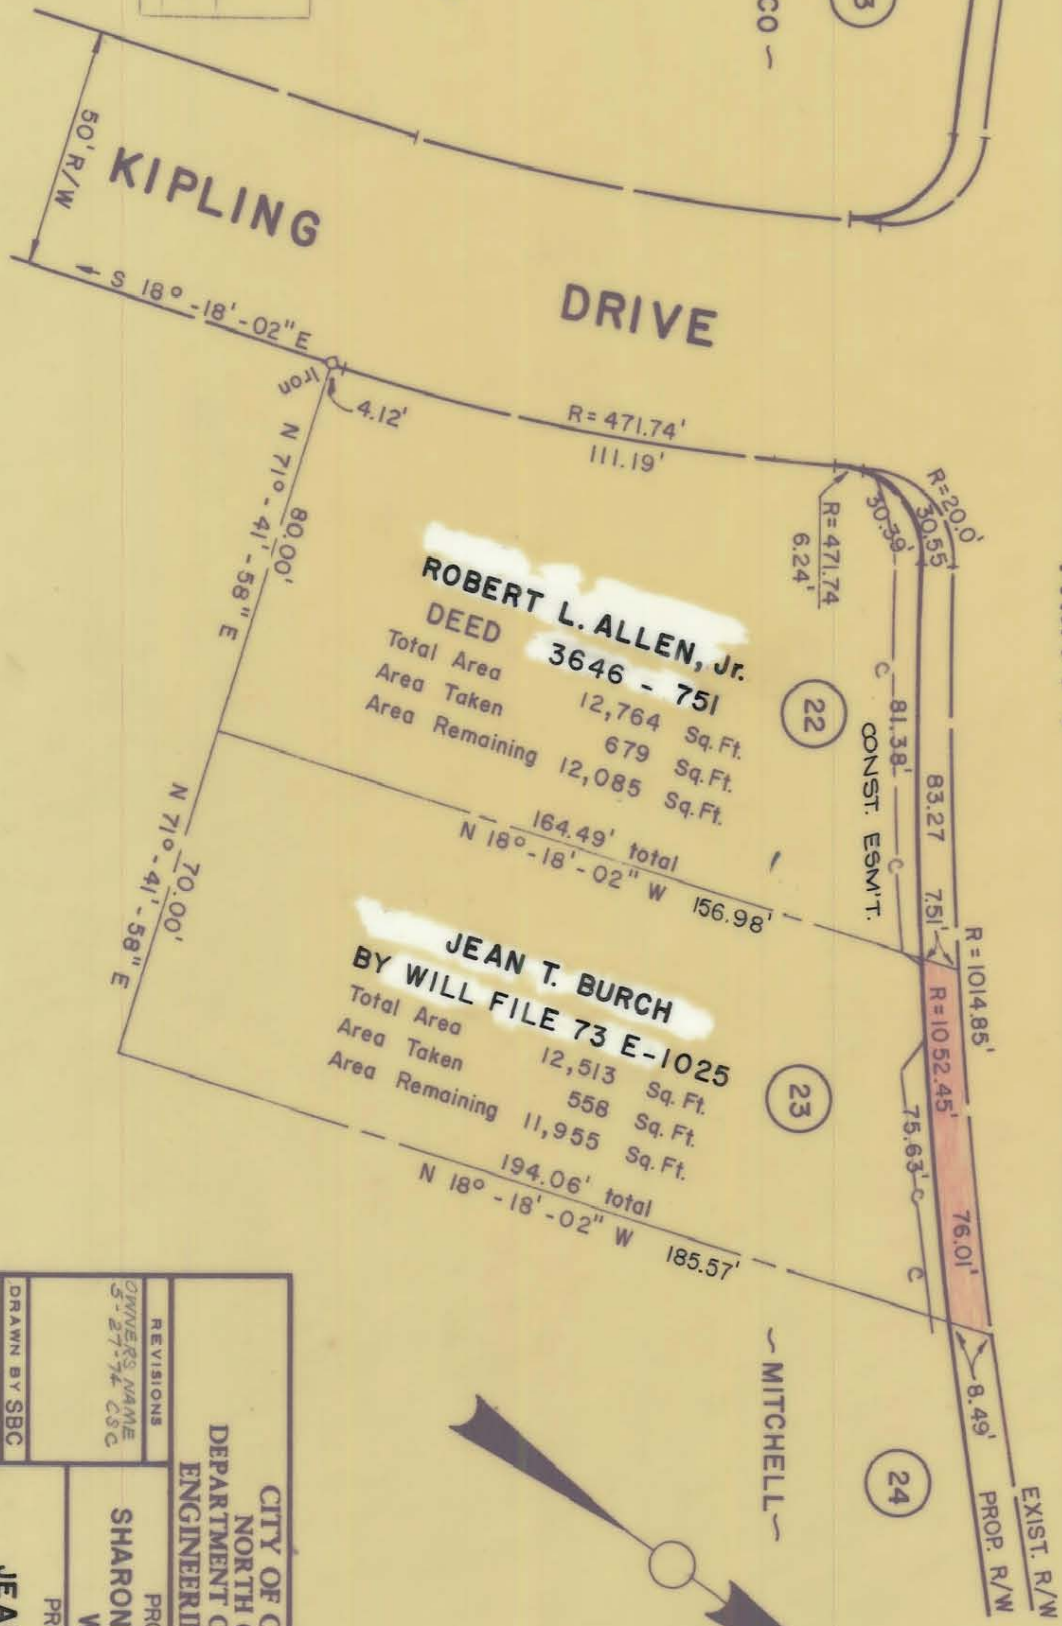 3
CO ~
50' R/W
KIPLING
DRIVE
S 18° -18' -02" E
Iron
4.12'
R= 471.74'
111.19'
R=471.74
6.24'
R=20.0'
30.55'
30.39'
80.00'
N 71° - 41' - 58" E
ROBERT L. ALLEN, Jr.
DEED 3646 - 751
Total Area 12,764 Sq. Ft.
Area Taken 679 Sq. Ft.
Area Remaining 12,085 Sq. Ft.
22
C 81.38' C
CONST. ESM'T.
83.27
7.51'
R = 1014.85'
R=1052.45'
164.49' total
N 18° -18' -02" W 156.98'
70.00'
N 71° - 41' - 58" E
JEAN T. BURCH
BY WILL FILE 73 E-1025
Total Area 12,513 Sq. Ft.
Area Taken 558 Sq. Ft.
Area Remaining 11,955 Sq. Ft.
23
75.63' C C
76.01'
194.06' total
N 18° -18' -02" W 185.57'
8.49'
~ MITCHELL ~
24
EXIST. R/W
PROP. R/W
CITY OF C
NORTH
DEPARTMENT
ENGINEERI
REVISIONS
OWNERS NAME
5-27-74 CSC
DRAWN BY SBC
PRO
SHARON
W
PR
JEA